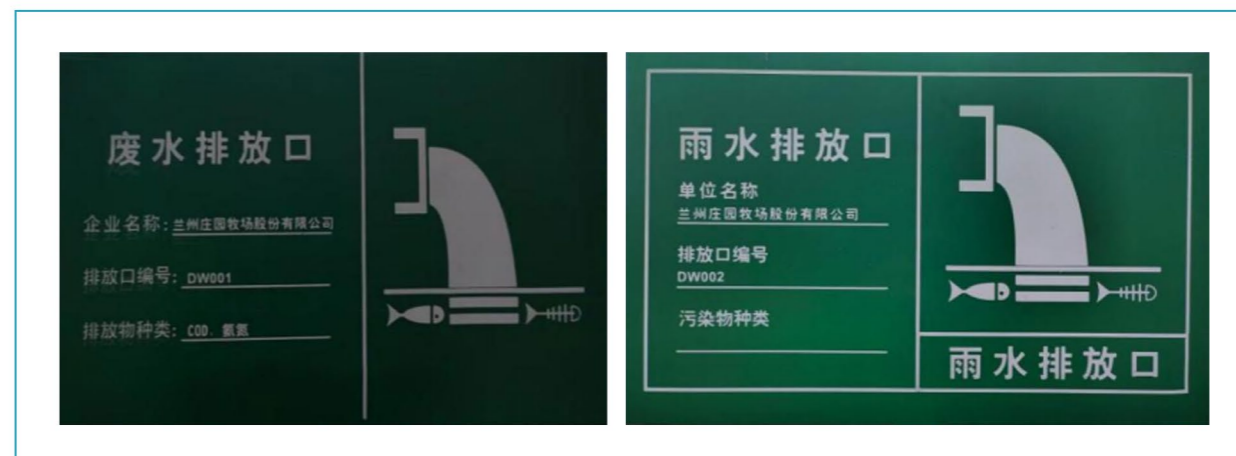 废水排放口
企业名称：兰州庄园牧场股份有限公司
排放口编号：DW001
排放物种类：COD、氨氮
雨水排放口
单位名称
兰州庄园牧场股份有限公司
排放口编号
DW002
污染物种类
雨水排放口